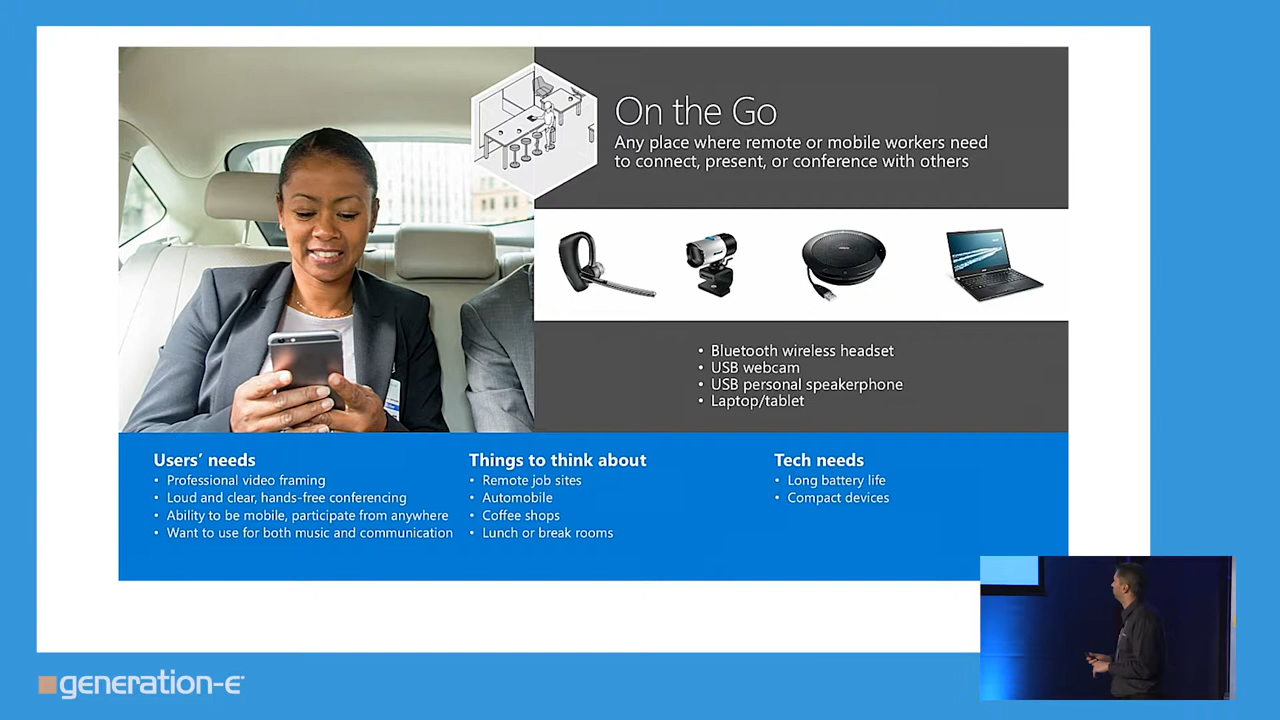 On the Go
Any place where remote or mobile workers need
to connect, present, or conference with others
• Bluetooth wireless headset
• USB webcam
• USB personal speakerphone
• Laptop/tablet
Users’ needs
• Professional video framing
• Loud and clear, hands-free conferencing
• Ability to be mobile, participate from anywhere
• Want to use for both music and communication
Things to think about
• Remote job sites
• Automobile
• Coffee shops
• Lunch or break rooms
Tech needs
• Long battery life
• Compact devices
generation-e